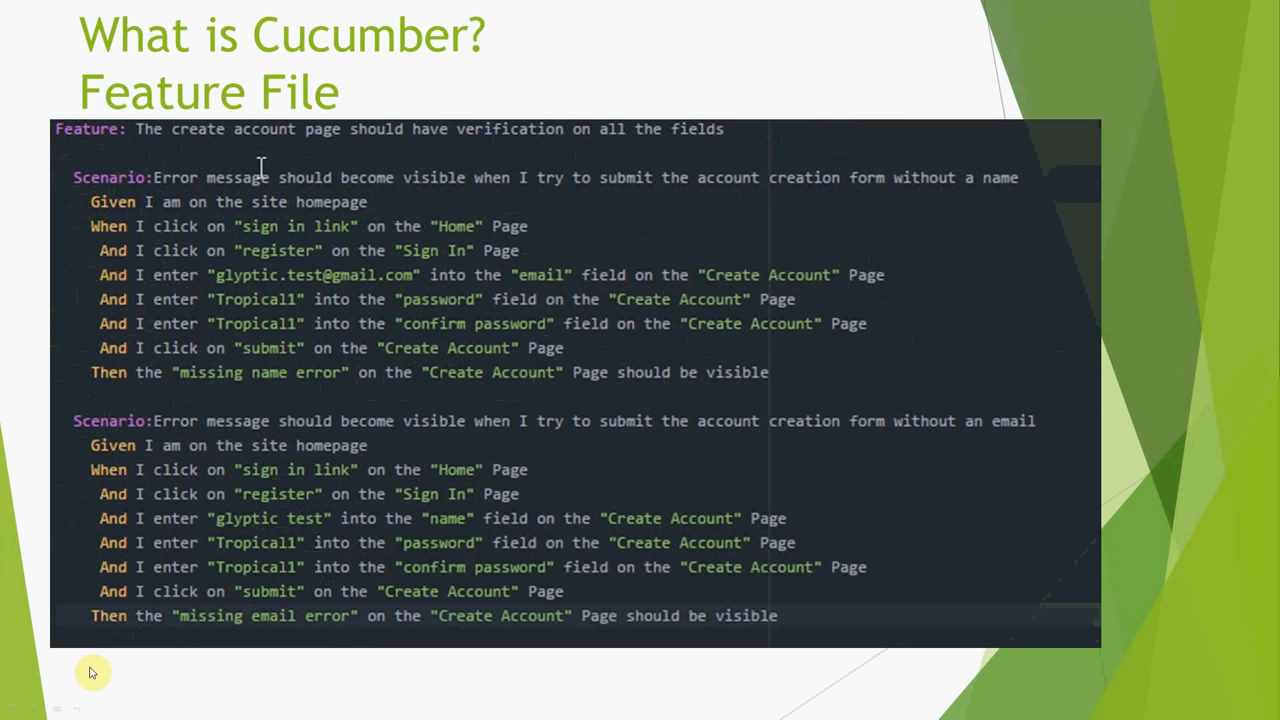 What is Cucumber?
Feature File
Feature: The create account page should have verification on all the fields
Scenario:Error message should become visible when I try to submit the account creation form without a name
Given I am on the site homepage
When I click on "sign in link" on the "Home" Page
And I click on "register" on the "Sign In" Page
And I enter "glyptic.test@gmail.com" into the "email" field on the "Create Account" Page
And I enter "Tropical1" into the "password" field on the "Create Account" Page
And I enter "Tropical1" into the "confirm password" field on the "Create Account" Page
And I click on "submit" on the "Create Account" Page
Then the "missing name error" on the "Create Account" Page should be visible
Scenario:Error message should become visible when I try to submit the account creation form without an email
Given I am on the site homepage
When I click on "sign in link" on the "Home" Page
And I click on "register" on the "Sign In" Page
And I enter "glyptic test" into the "name" field on the "Create Account" Page
And I enter "Tropical1" into the "password" field on the "Create Account" Page
And I enter "Tropical1" into the "confirm password" field on the "Create Account" Page
And I click on "submit" on the "Create Account" Page
Then the "missing email error" on the "Create Account" Page should be visible